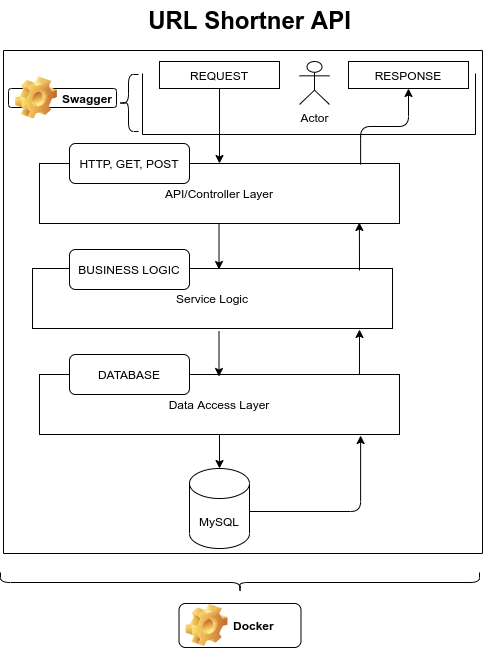 URL Shortner API
REQUEST
RESPONSE
Swagger
Actor
HTTP, GET, POST
API/Controller Layer
BUSINESS LOGIC
Service Logic
DATABASE
Data Access Layer
MySQL
Docker